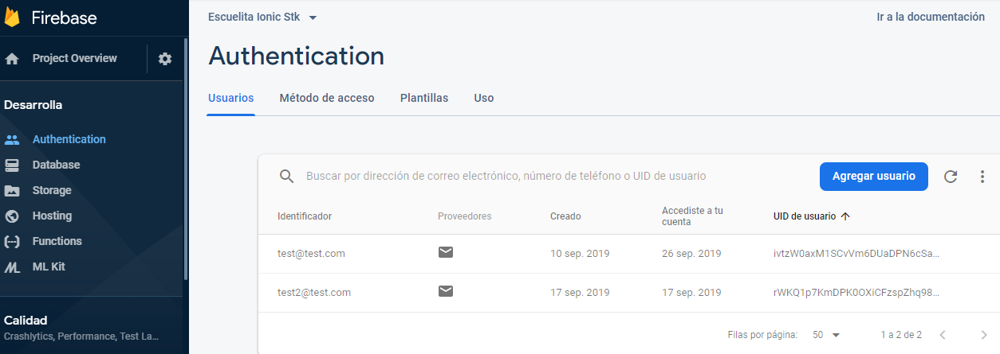 Firebase
Project Overview
Desarrolla
Authentication
Database
Storage
Hosting
Functions
ML Kit
Calidad
Crashlytics, Performance, Test La...
Escuelita Ionic Stk
Ir a la documentación
Authentication
Usuarios Método de acceso Plantillas Uso
Buscar por dirección de correo electrónico, número de teléfono o UID de usuario
Agregar usuario
Identificador Proveedores Creado Accediste a tu cuenta UID de usuario
test@test.com 10 sep. 2019 26 sep. 2019 ivtzW0axM1SCvVm6DUaDPN6cSa...
test2@test.com 17 sep. 2019 17 sep. 2019 rWKQ1p7KmDPK0OXiCFzspZhq98...
Filas por página: 50 1 a 2 de 2